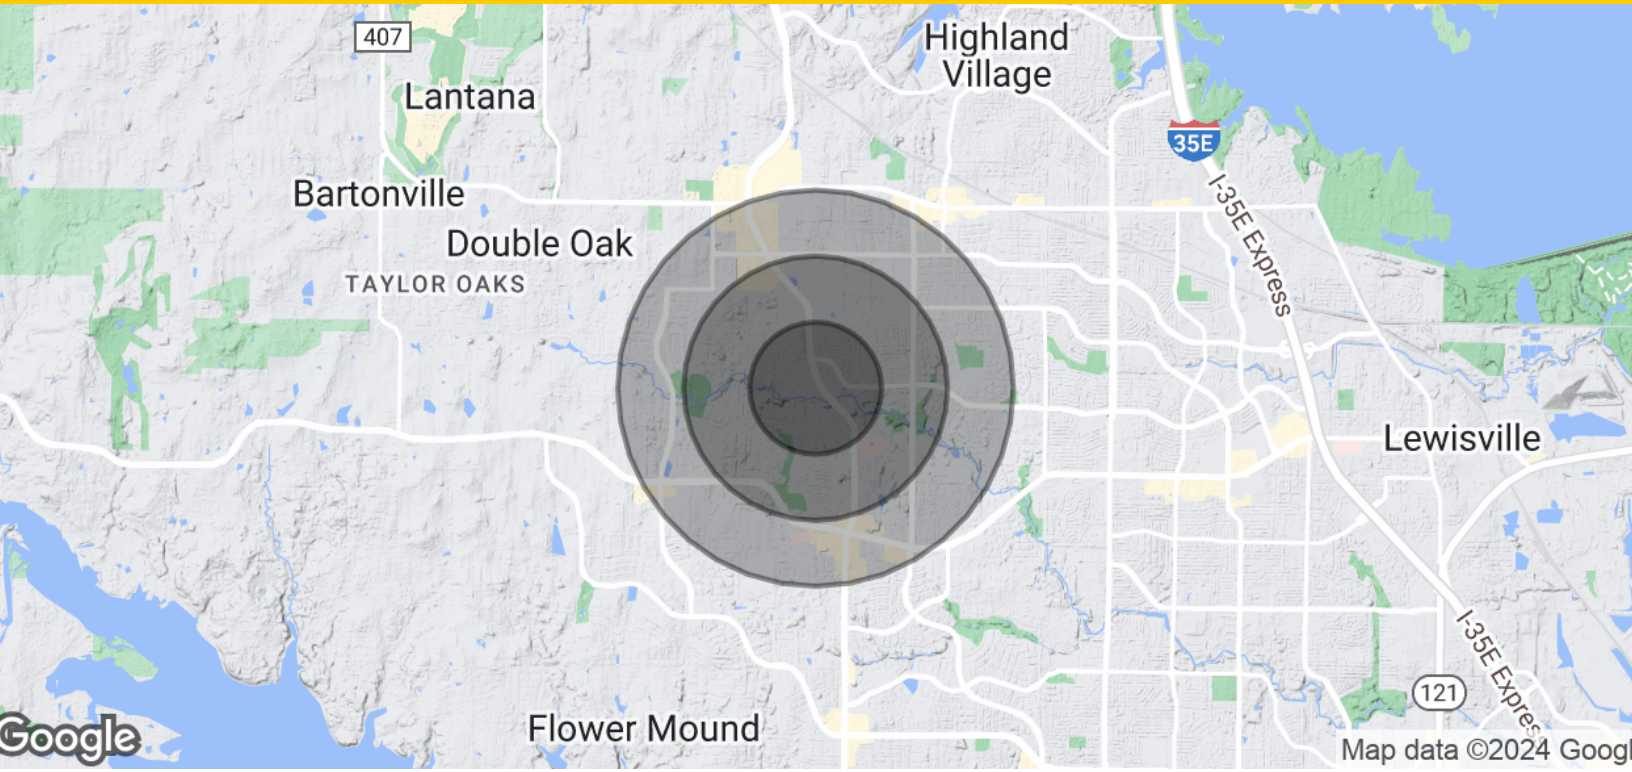 407
Highland
Village
Lantana
35E
Bartonville
I-35E Express
Double Oak
TAYLOR OAKS
Lewisville
I-35E Express
121
Flower Mound
Google
Map data ©2024 Googl